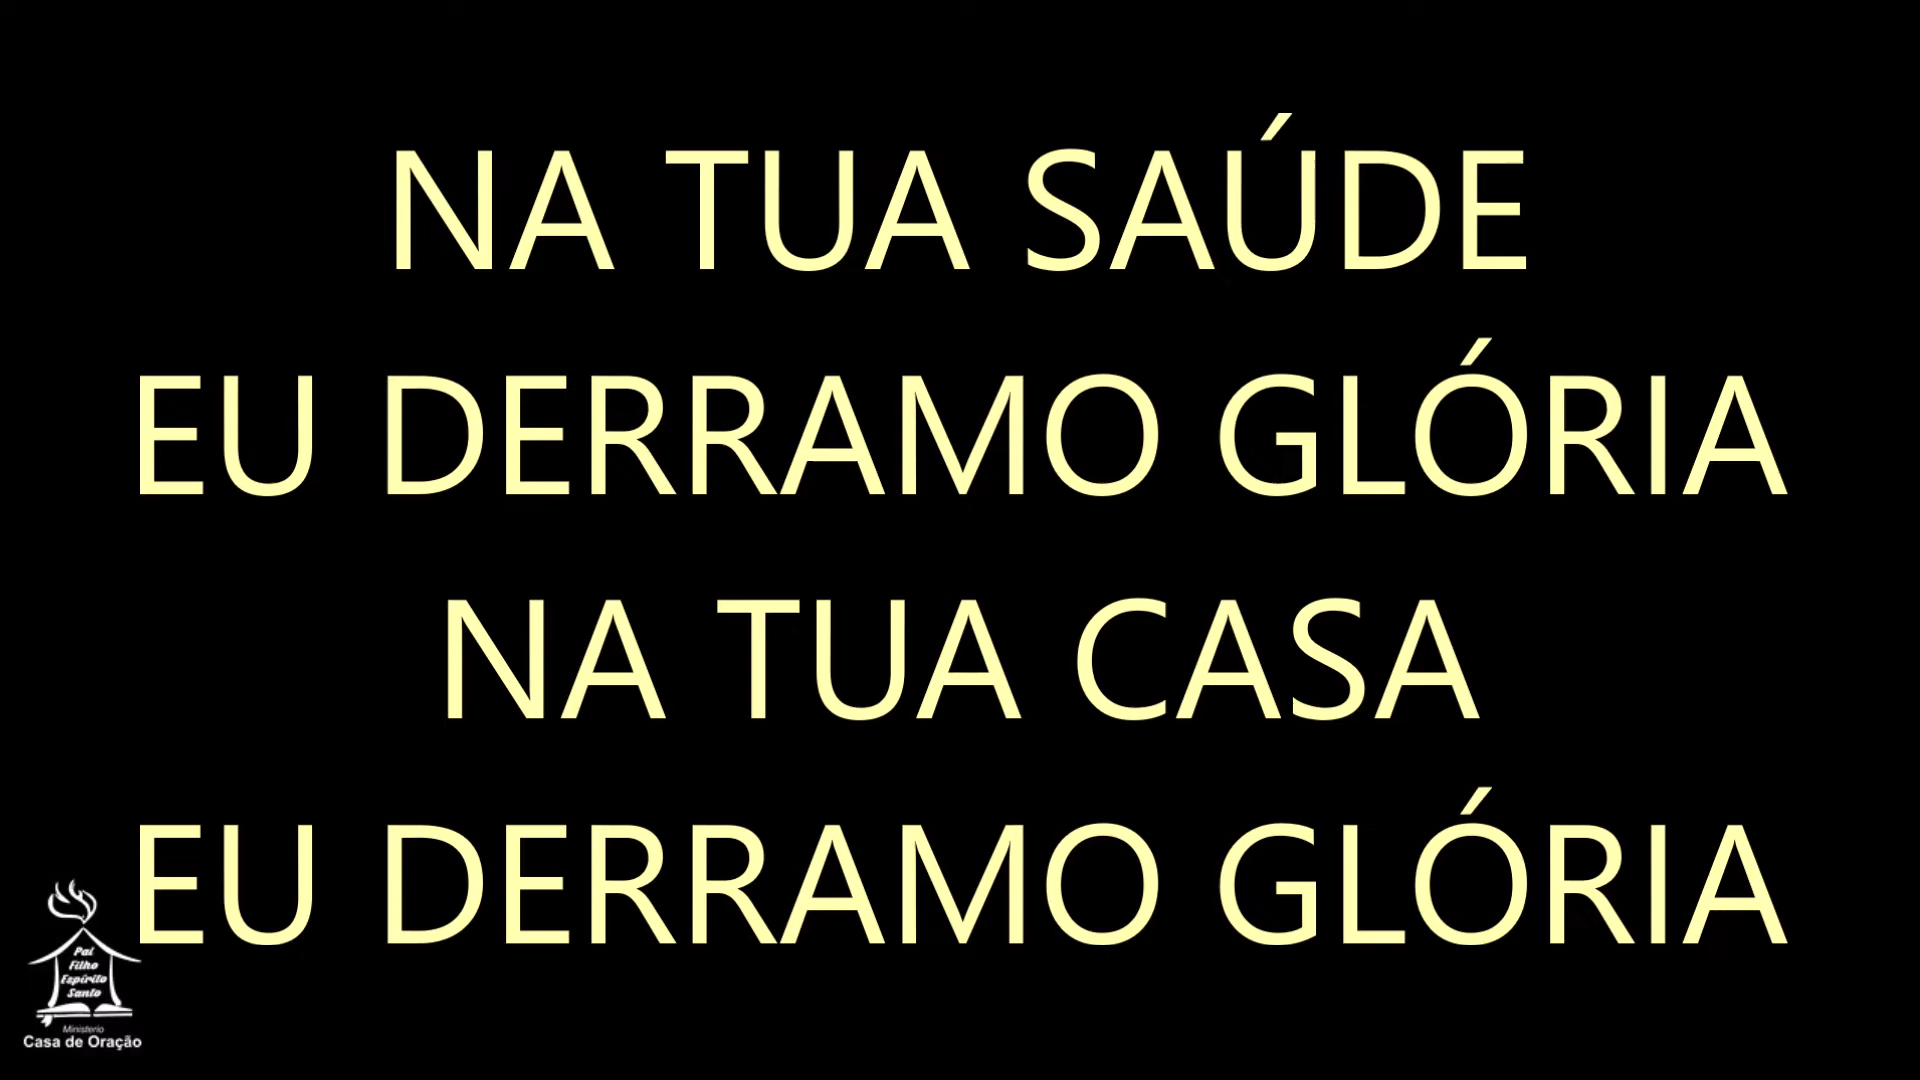 NA TUA SAÚDE
EU DERRAMO GLÓRIA
NA TUA CASA
EU DERRAMO GLÓRIA
Pai
Filho
Espírito
Santo
Ministerio
Casa de Oração